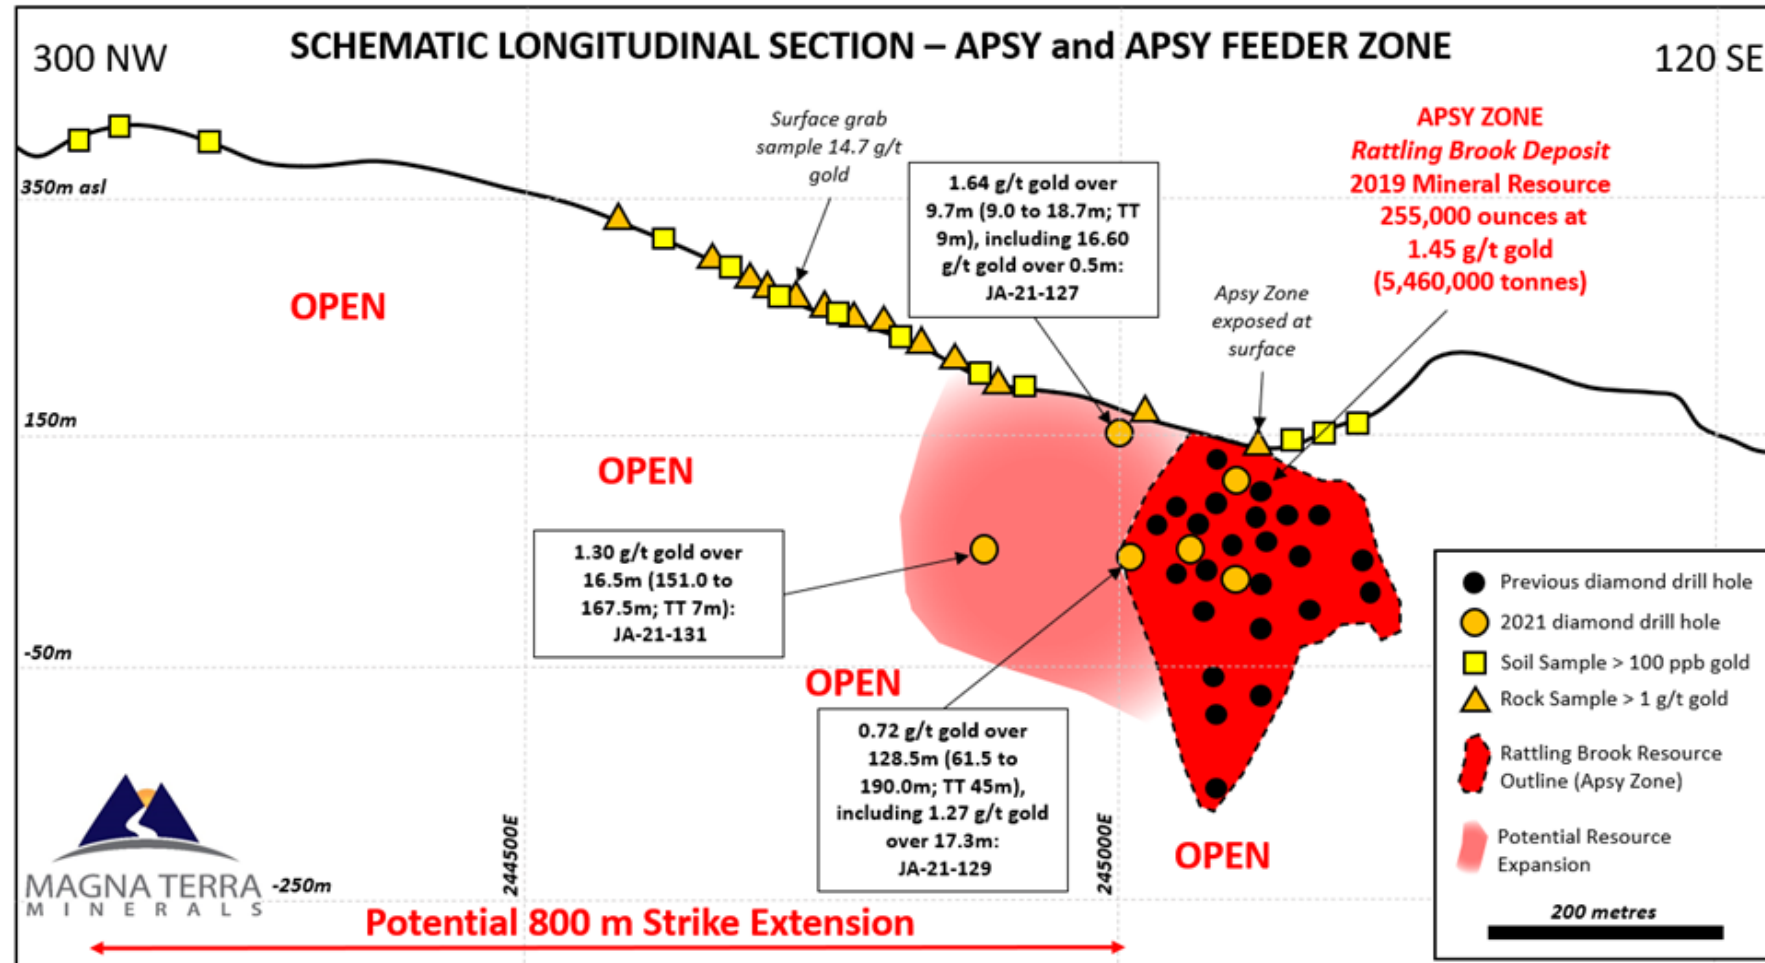 SCHEMATIC LONGITUDINAL SECTION – APSY and APSY FEEDER ZONE
300 NW
120 SE
350m asl
150m
-50m
-250m
244500E
245000E
Surface grab
sample 14.7 g/t
gold
1.64 g/t gold over
9.7m (9.0 to 18.7m; TT
9m), including 16.60
g/t gold over 0.5m:
JA-21-127
APSY ZONE
Rattling Brook Deposit
2019 Mineral Resource
255,000 ounces at
1.45 g/t gold
(5,460,000 tonnes)
Apsy Zone
exposed at
surface
OPEN
OPEN
1.30 g/t gold over
16.5m (151.0 to
167.5m; TT 7m):
JA-21-131
OPEN
0.72 g/t gold over
128.5m (61.5 to
190.0m; TT 45m),
including 1.27 g/t gold
over 17.3m:
JA-21-129
OPEN
Previous diamond drill hole
2021 diamond drill hole
Soil Sample > 100 ppb gold
Rock Sample > 1 g/t gold
Rattling Brook Resource
Outline (Apsy Zone)
Potential Resource
Expansion
200 metres
MAGNA TERRA
MINERALS
Potential 800 m Strike Extension